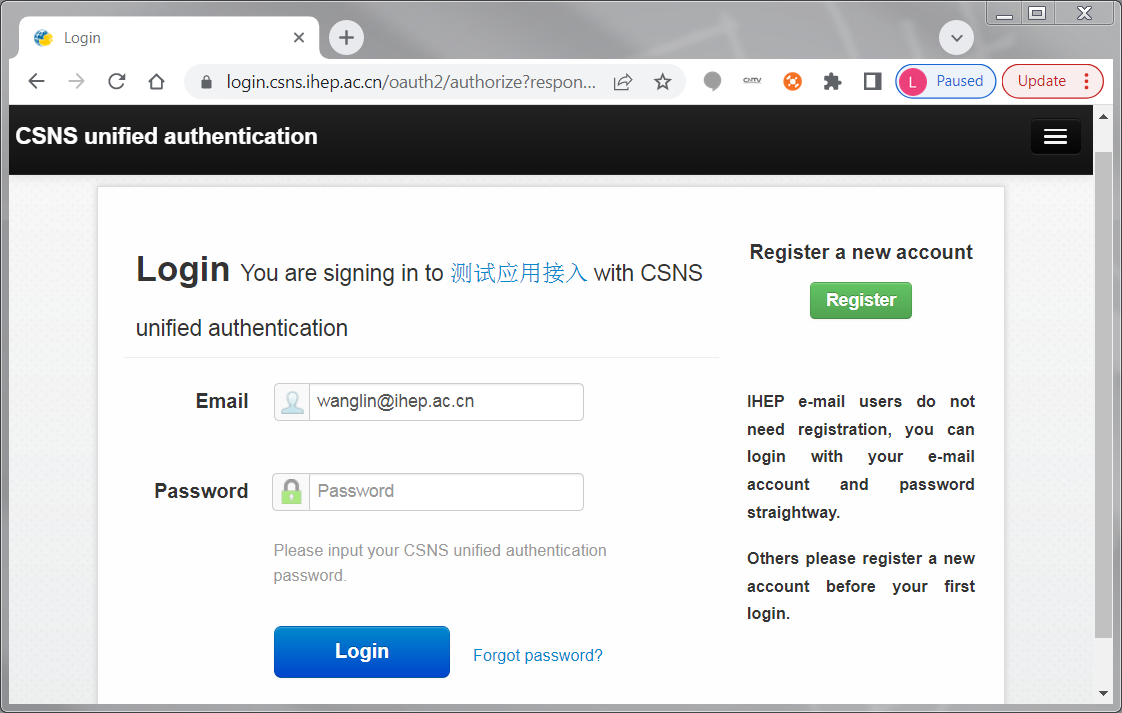 Login
login.csns.ihep.ac.cn/oauth2/authorize?respon...
CNTV
L
Paused
Update
CSNS unified authentication
Login You are signing in to 测试应用接入 with CSNS
unified authentication
Register a new account
Register
Email
wanglin@ihep.ac.cn
IHEP e-mail users do not
need registration, you can
login with your e-mail
account and password
straightway.
Password
Password
Others please register a new
account before your first
login.
Please input your CSNS unified authentication
password.
Login
Forgot password?